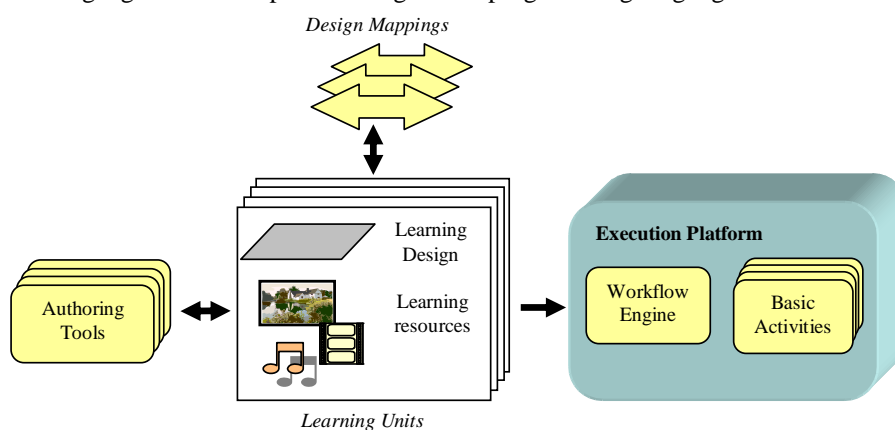 Design Mappings
Learning
Design
Execution Platform
Learning
resources
Authoring
Tools
Workflow
Engine
Basic
Activities
Learning Units